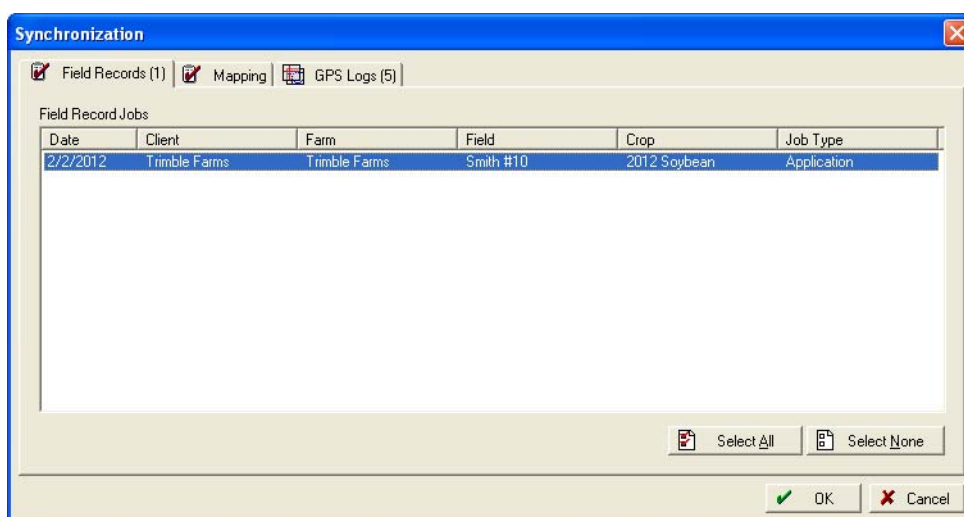 Synchronization
Field Records (1) Mapping GPS Logs (5)
Field Record Jobs
Date Client Farm Field Crop Job Type
2/2/2012 Trimble Farms Trimble Farms Smith #10 2012 Soybean Application
Select All Select None
OK Cancel